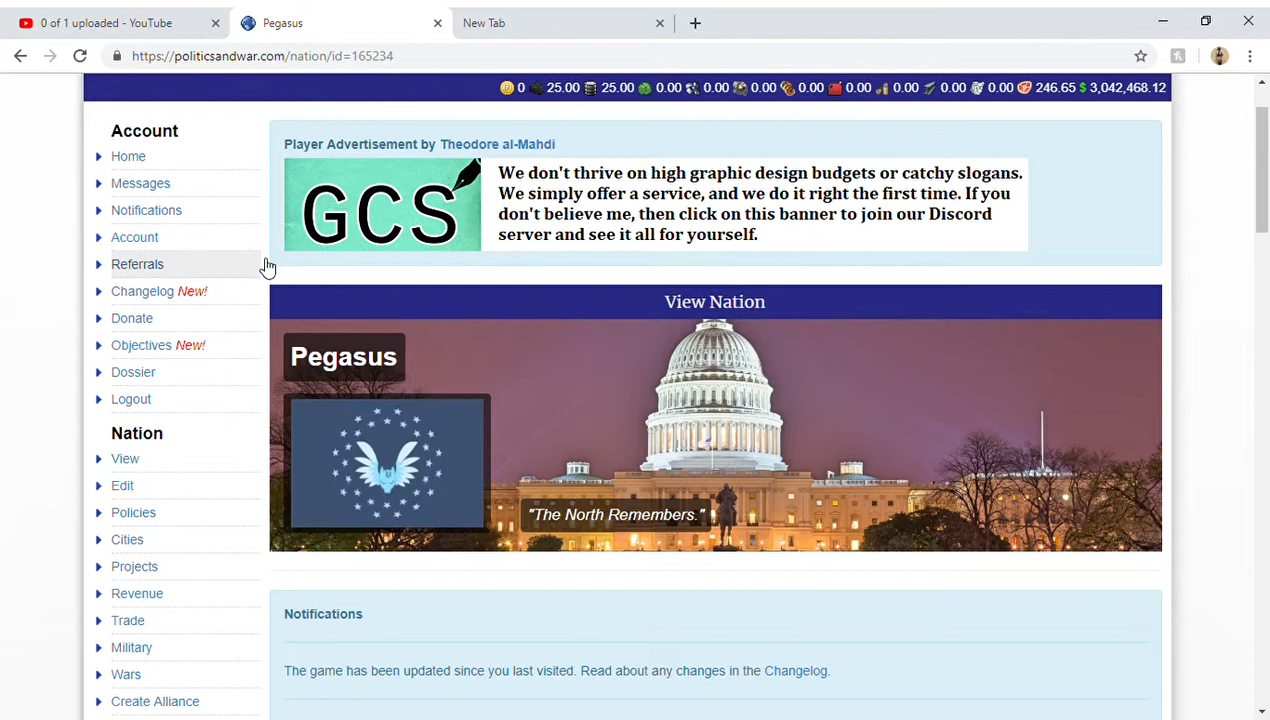 0 of 1 uploaded - YouTube
Pegasus
New Tab
https://politicsandwar.com/nation/id=165234
0 25.00 25.00 0.00 0.00 0.00 0.00 0.00 0.00 0.00 0.00 246.65 $ 3,042,468.12
Account
Home
Messages
Notifications
Account
Referrals
Changelog New!
Donate
Objectives New!
Dossier
Logout
Nation
View
Edit
Policies
Cities
Projects
Revenue
Trade
Military
Wars
Create Alliance
Player Advertisement by Theodore al-Mahdi
GCS
We don't thrive on high graphic design budgets or catchy slogans.
We simply offer a service, and we do it right the first time. If you
don't believe me, then click on this banner to join our Discord
server and see it all for yourself.
View Nation
Pegasus
"The North Remembers."
Notifications
The game has been updated since you last visited. Read about any changes in the Changelog.